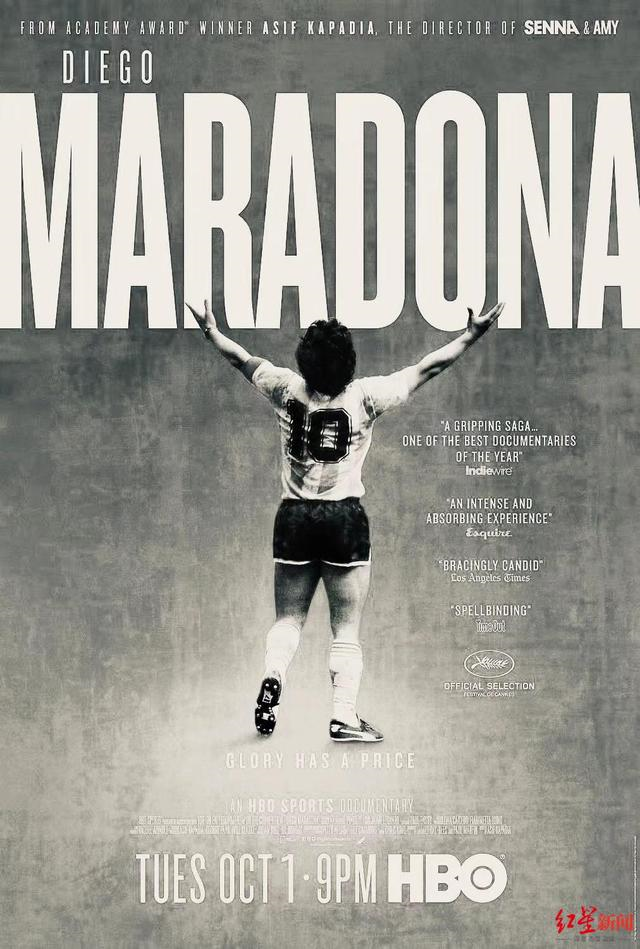 FROM ACADEMY AWARD® WINNER ASIF KAPADIA, THE DIRECTOR OF SENNA & AMY
DIEGO
MARADONA
10
"A GRIPPING SAGA...
ONE OF THE BEST DOCUMENTARIES
OF THE YEAR"
IndieWire
"AN INTENSE AND
ABSORBING EXPERIENCE"
Esquire
"BRACINGLY CANDID"
Los Angeles Times
"SPELLBINDING"
TimeOut
OFFICIAL SELECTION
FESTIVAL DE CANNES
GLORY HAS A PRICE
AN HBO SPORTS DOCUMENTARY
TUES OCT 1 · 9PM HBO®
红星新闻